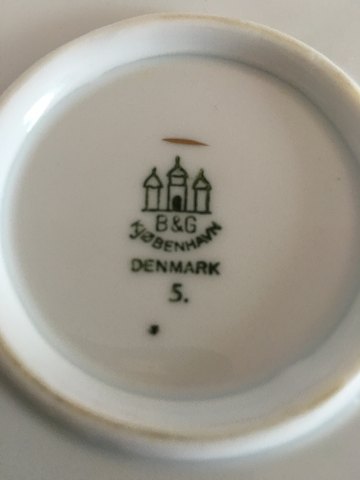 B&G
KJØBENHAVN
DENMARK
5.